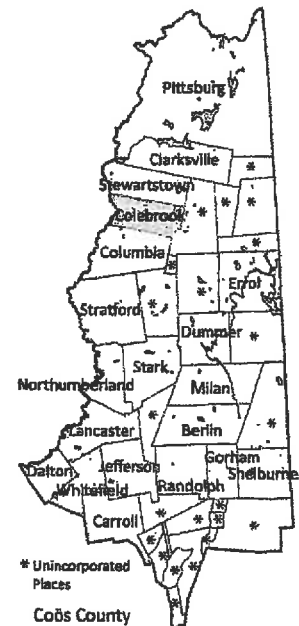 Pittsburg
Clarksville
*
Stewartstown
* * *
Colebrook
*
Columbia
*
Errol
*
*
Stratford
Dummer
*
Stark
Northumberland
Milan
*
Lancaster
Berlin
*
Dalton
Jefferson
Gorham
Shelburne
Whitefield
Randolph
Carroll
*
*
*
*
*
*
*
*
*
*
* Unincorporated
Places
Coös County